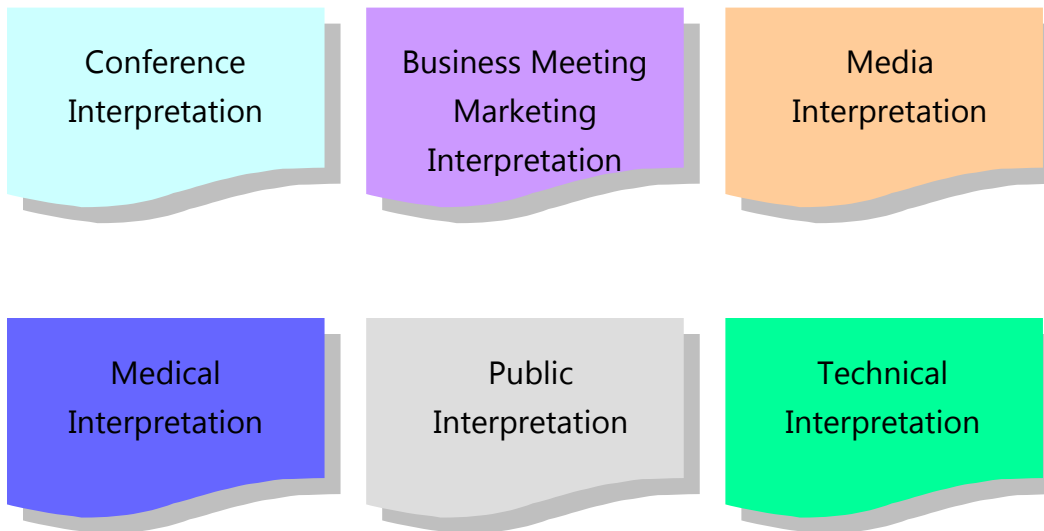 Conference
Interpretation
Business Meeting
Marketing
Interpretation
Media
Interpretation
Medical
Interpretation
Public
Interpretation
Technical
Interpretation